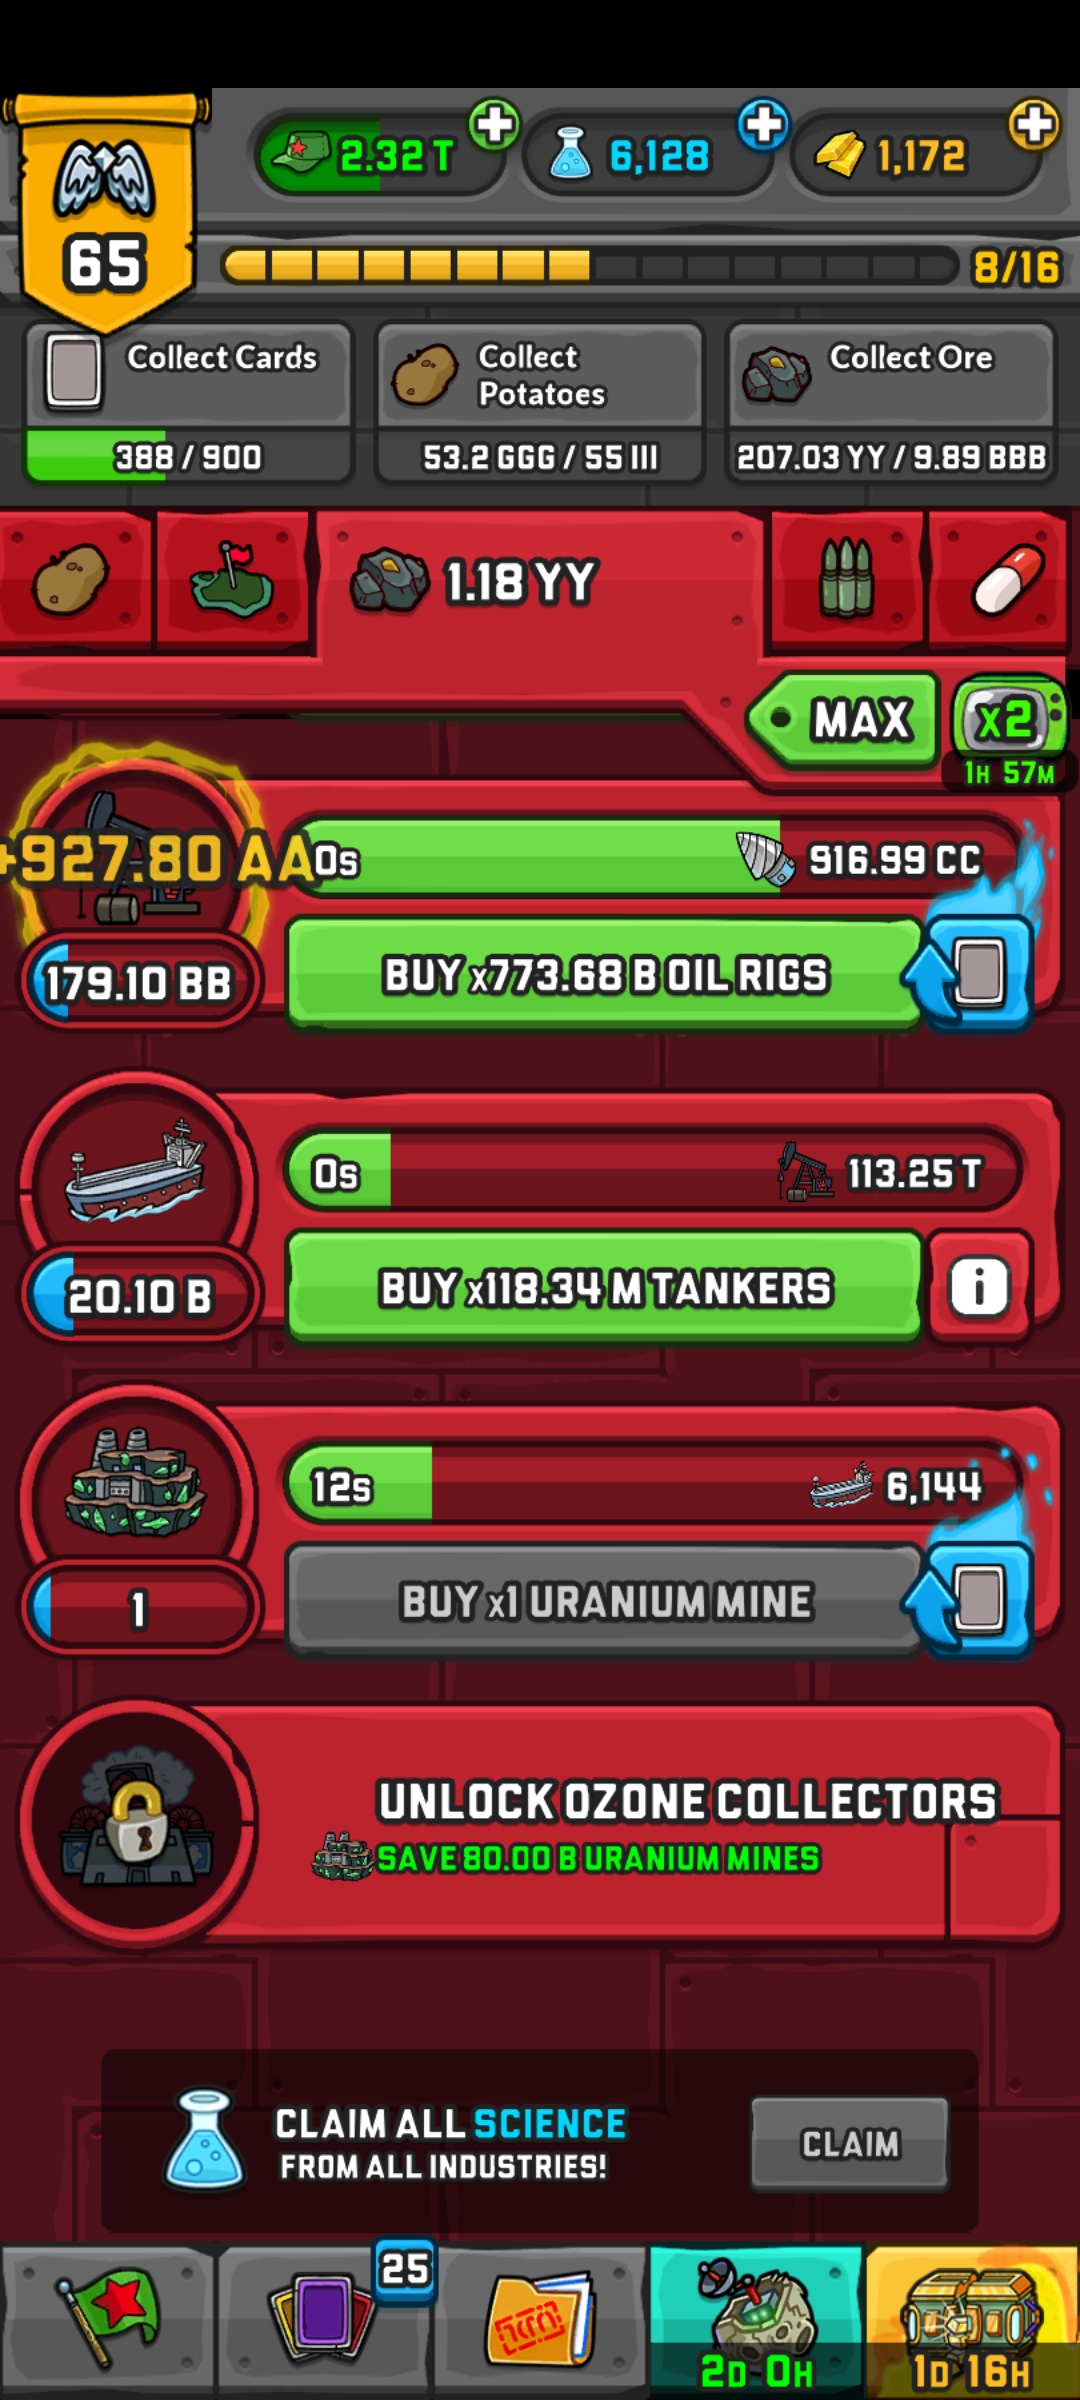 2.32 T
6,128
1,172
65
8/16
Collect Cards
Collect
Potatoes
Collect Ore
388 / 900
53.2 GGG / 55 III
207.03 YY / 9.89 BBB
1.18 YY
MAX
x2
1H 57M
+927.80 AA
0s
916.99 CC
179.10 BB
BUY x773.68 B OIL RIGS
0s
113.25 T
20.10 B
BUY x118.34 M TANKERS
i
12s
6,144
1
BUY x1 URANIUM MINE
UNLOCK OZONE COLLECTORS
SAVE 80.00 B URANIUM MINES
CLAIM ALL SCIENCE
FROM ALL INDUSTRIES!
CLAIM
25
2D 0H
1D 16H